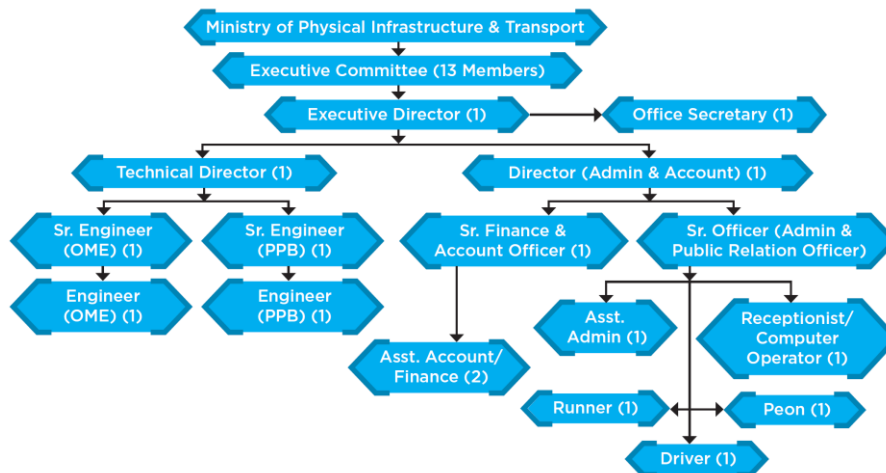 Ministry of Physical Infrastructure & Transport
Executive Committee (13 Members)
Executive Director (1)
Office Secretary (1)
Technical Director (1)
Director (Admin & Account) (1)
Sr. Engineer
(OME) (1)
Sr. Engineer
(PPB) (1)
Sr. Finance &
Account Officer (1)
Sr. Officer (Admin &
Public Relation Officer)
Engineer
(OME) (1)
Engineer
(PPB) (1)
Asst.
Admin (1)
Receptionist/
Computer
Operator (1)
Asst. Account/
Finance (2)
Runner (1)
Peon (1)
Driver (1)